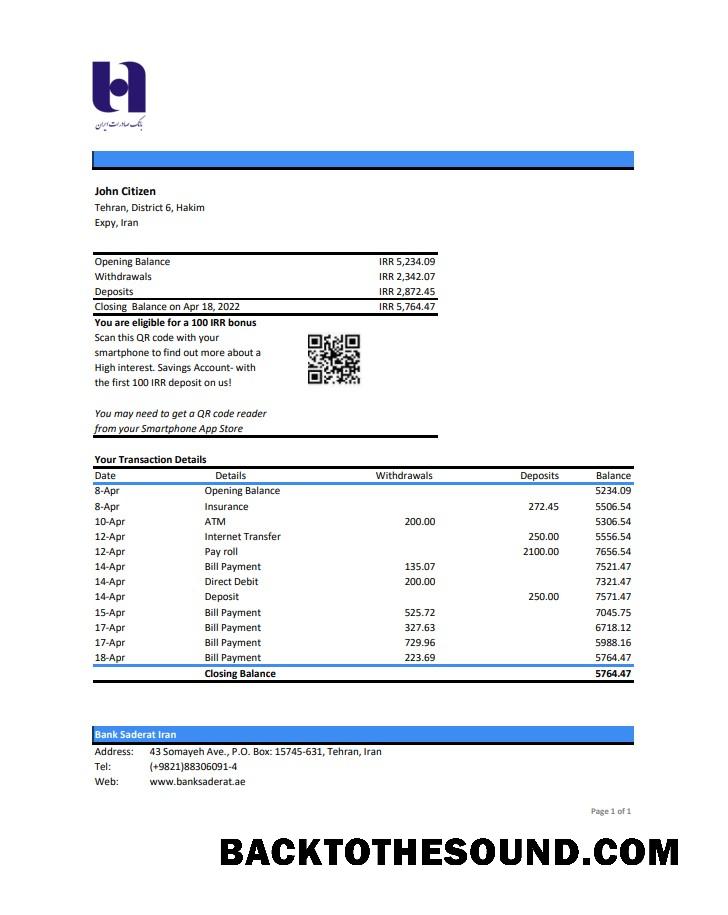 بانک صادرات ایران
John Citizen
Tehran, District 6, Hakim
Expy, Iran
Opening Balance IRR 5,234.09
Withdrawals IRR 2,342.07
Deposits IRR 2,872.45
Closing  Balance on Apr 18, 2022 IRR 5,764.47
You are eligible for a 100 IRR bonus
Scan this QR code with your
smartphone to find out more about a
High interest. Savings Account- with
the first 100 IRR deposit on us!
You may need to get a QR code reader
from your Smartphone App Store
Your Transaction Details
Date Details Withdrawals Deposits Balance
8-Apr Opening Balance 5234.09
8-Apr Insurance 272.45 5506.54
10-Apr ATM 200.00 5306.54
12-Apr Internet Transfer 250.00 5556.54
12-Apr Pay roll 2100.00 7656.54
14-Apr Bill Payment 135.07 7521.47
14-Apr Direct Debit 200.00 7321.47
14-Apr Deposit 250.00 7571.47
15-Apr Bill Payment 525.72 7045.75
17-Apr Bill Payment 327.63 6718.12
17-Apr Bill Payment 729.96 5988.16
18-Apr Bill Payment 223.69 5764.47
Closing Balance 5764.47
Bank Saderat Iran
Address: 43 Somayeh Ave., P.O. Box: 15745-631, Tehran, Iran
Tel: (+9821)88306091-4
Web: www.banksaderat.ae
Page 1 of 1
BACKTOTHESOUND.COM